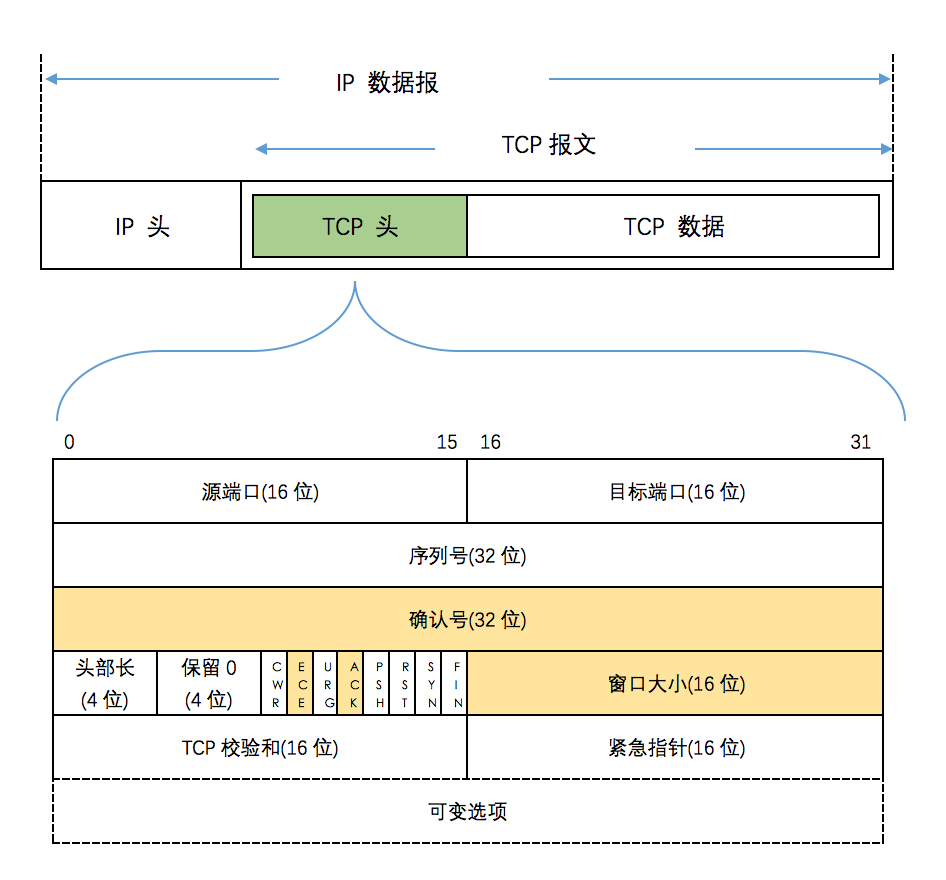 IP 数据报
TCP 报文
IP 头
TCP 头
TCP 数据
0
15
16
31
源端口(16 位)
目标端口(16 位)
序列号(32 位)
确认号(32 位)
头部长
(4 位)
保留 0
(4 位)
CWR
ECE
URG
ACK
PSH
RST
SYN
FIN
窗口大小(16 位)
TCP 校验和(16 位)
紧急指针(16 位)
可变选项